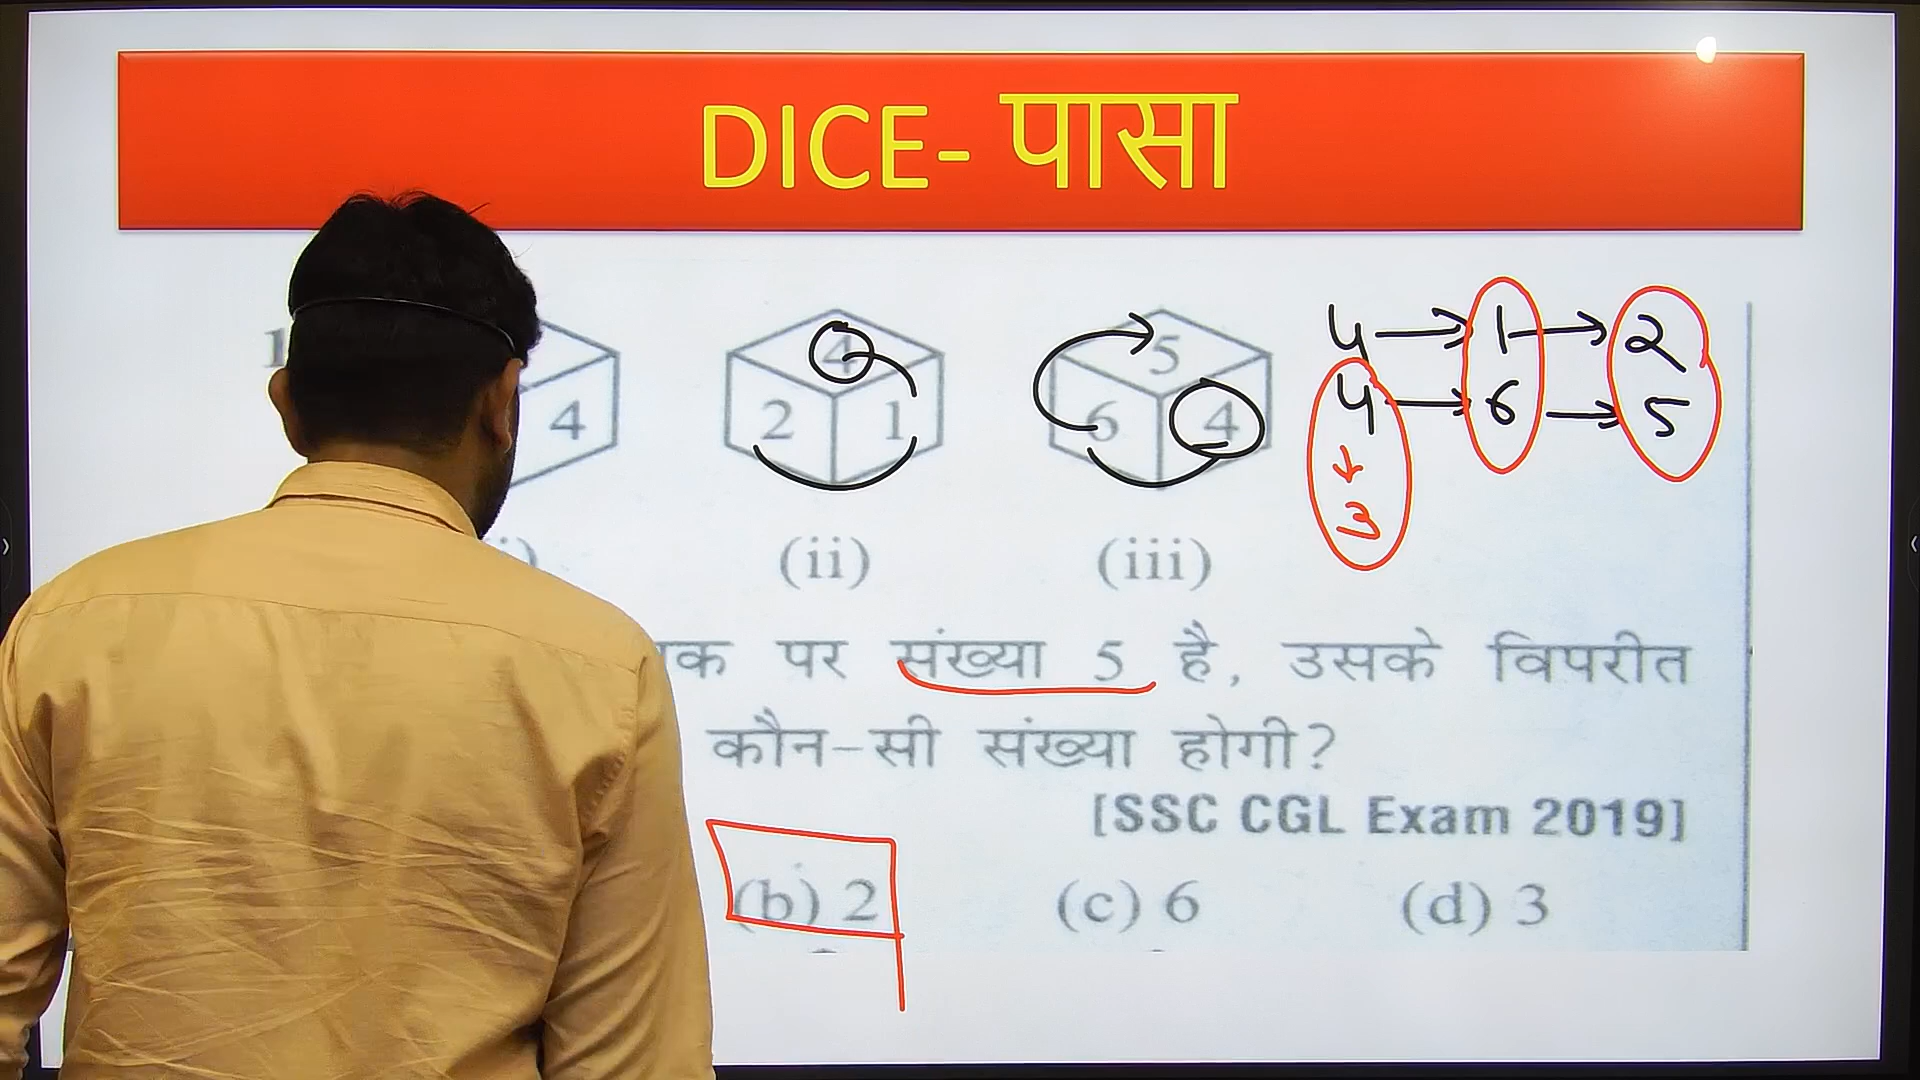 DICE- पासा
1
4 → 1 → 2
4 → 6 → 5
↓
3
4
4
2 1
5
6 4
(ii) (iii)
पर संख्या 5 है, उसके विपरीत
कौन-सी संख्या होगी?
[SSC CGL Exam 2019]
(b) 2 (c) 6 (d) 3